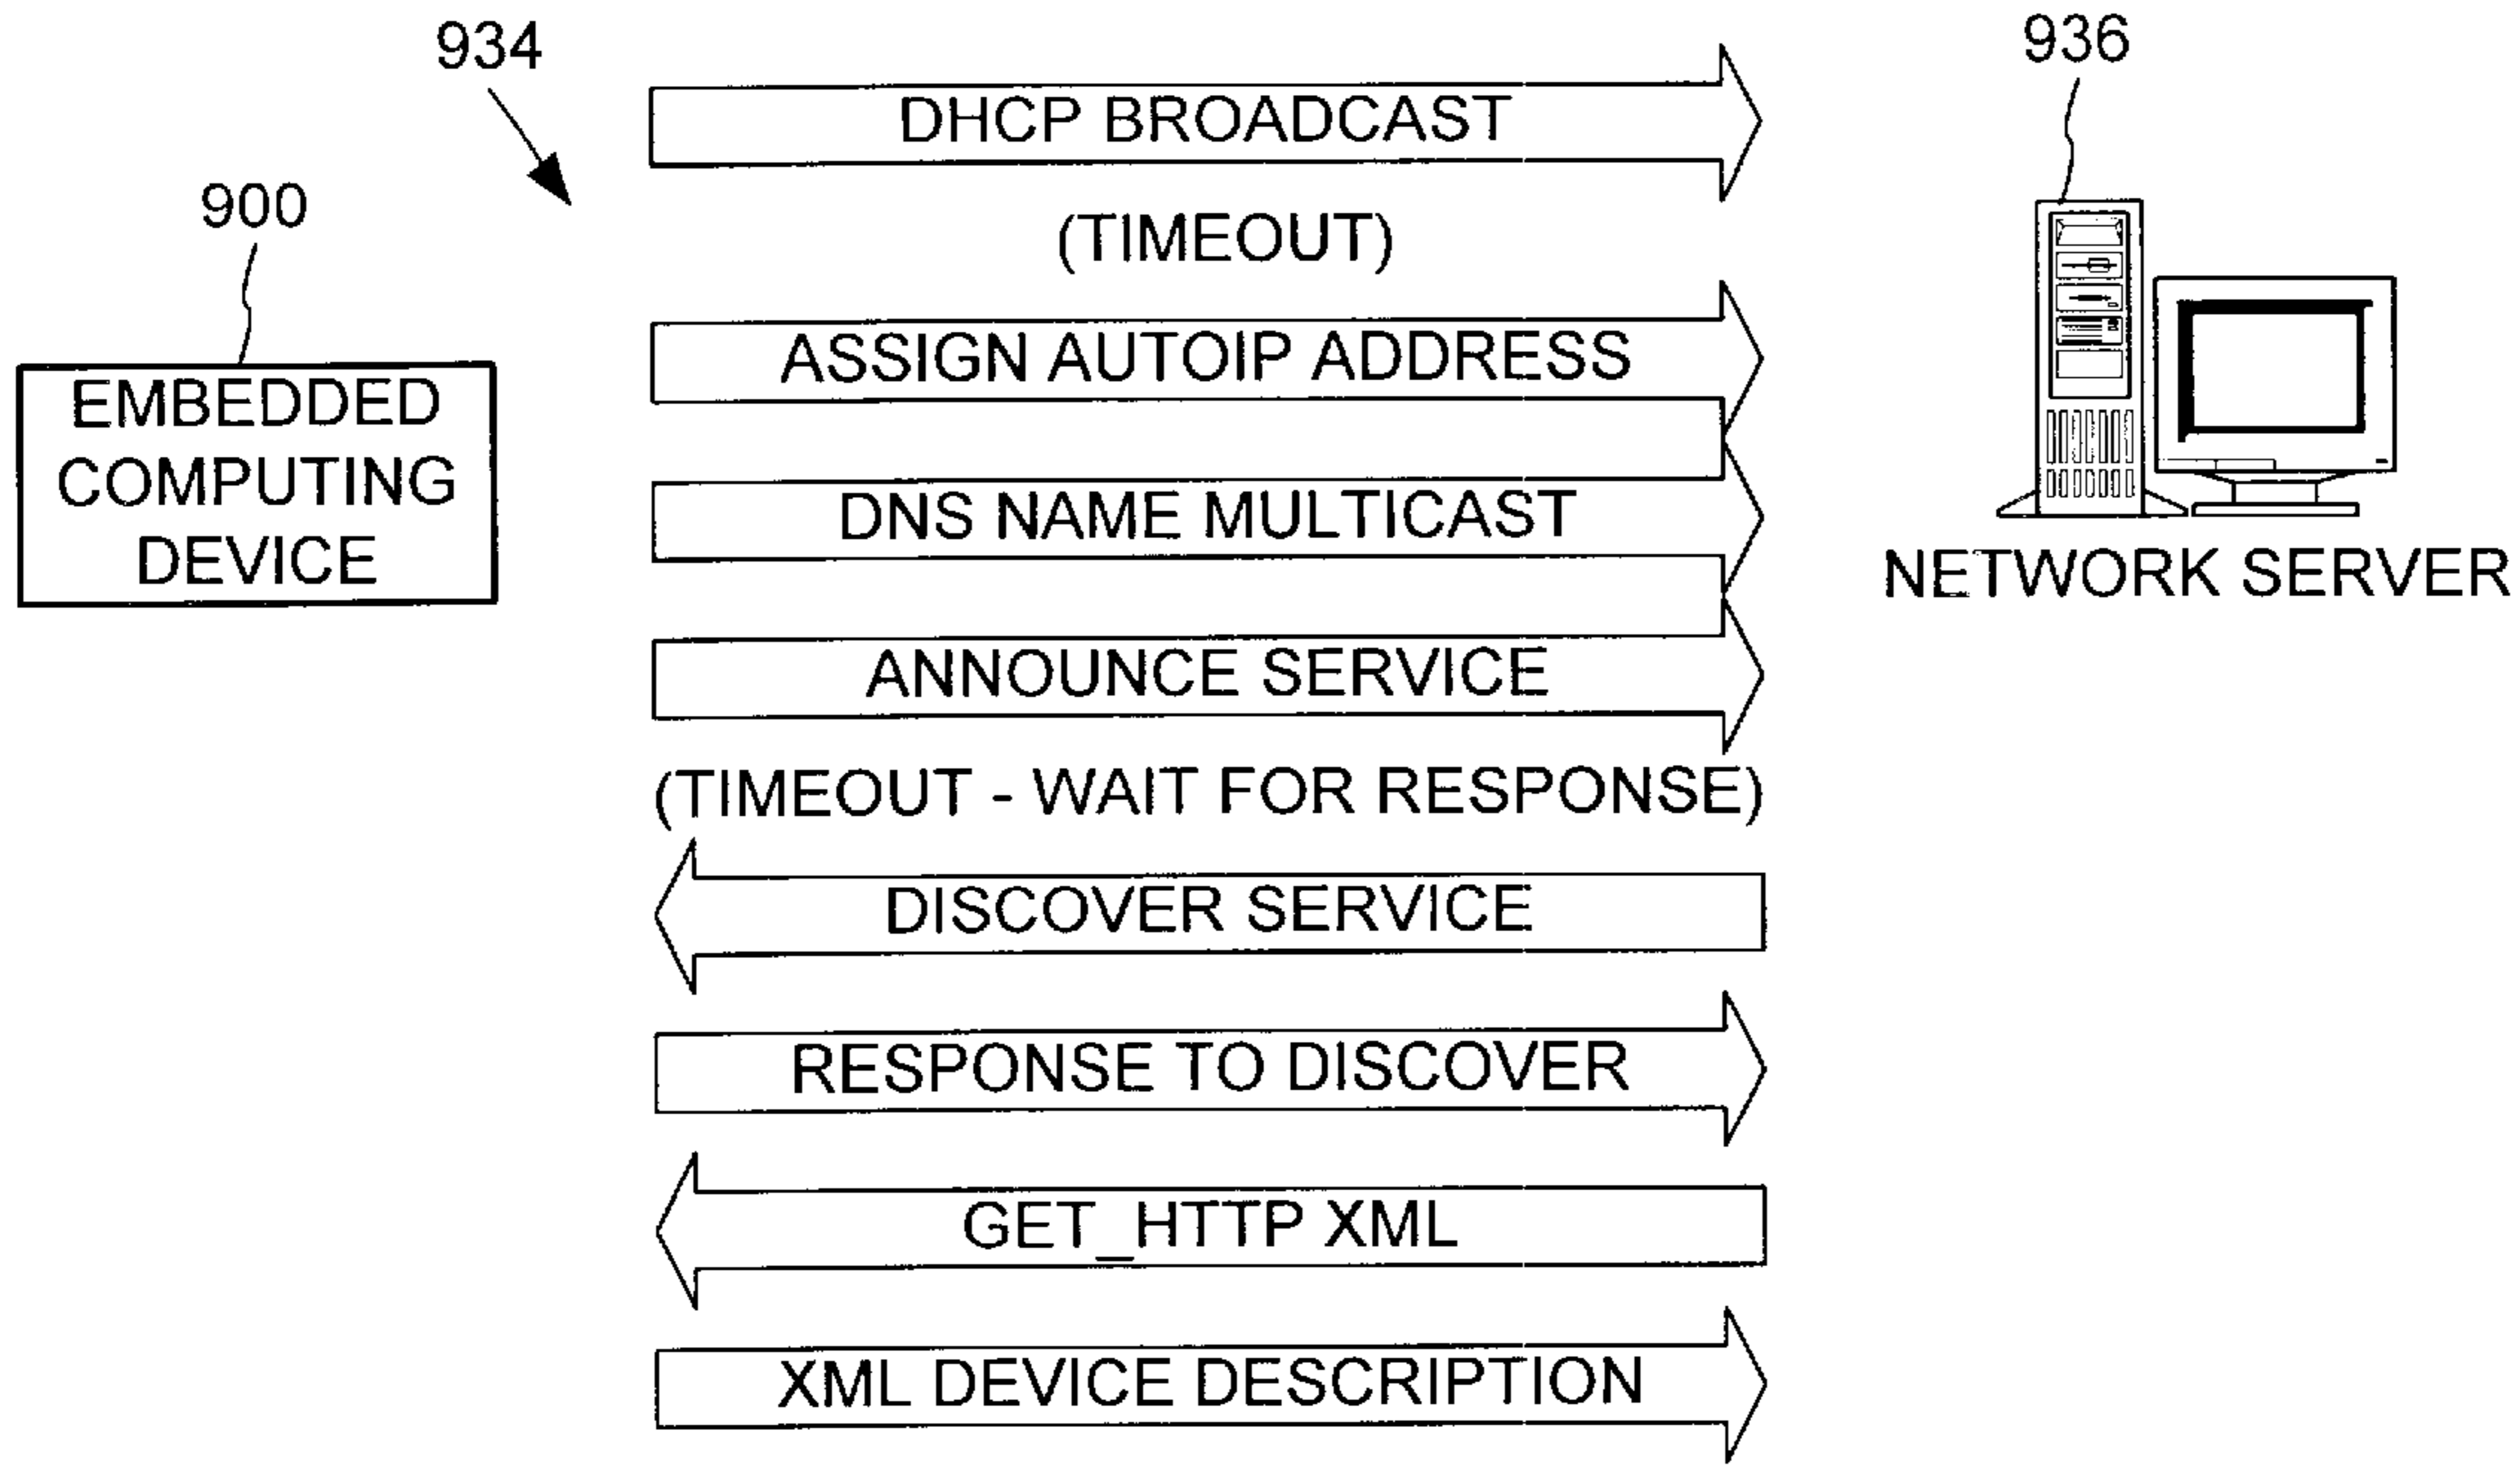 934
936
DHCP BROADCAST
900
(TIMEOUT)
ASSIGN AUTOIP ADDRESS
EMBEDDED
COMPUTING
DEVICE
DNS NAME MULTICAST
NETWORK SERVER
ANNOUNCE SERVICE
(TIMEOUT - WAIT FOR RESPONSE)
DISCOVER SERVICE
RESPONSE TO DISCOVER
GET_HTTP XML
XML DEVICE DESCRIPTION